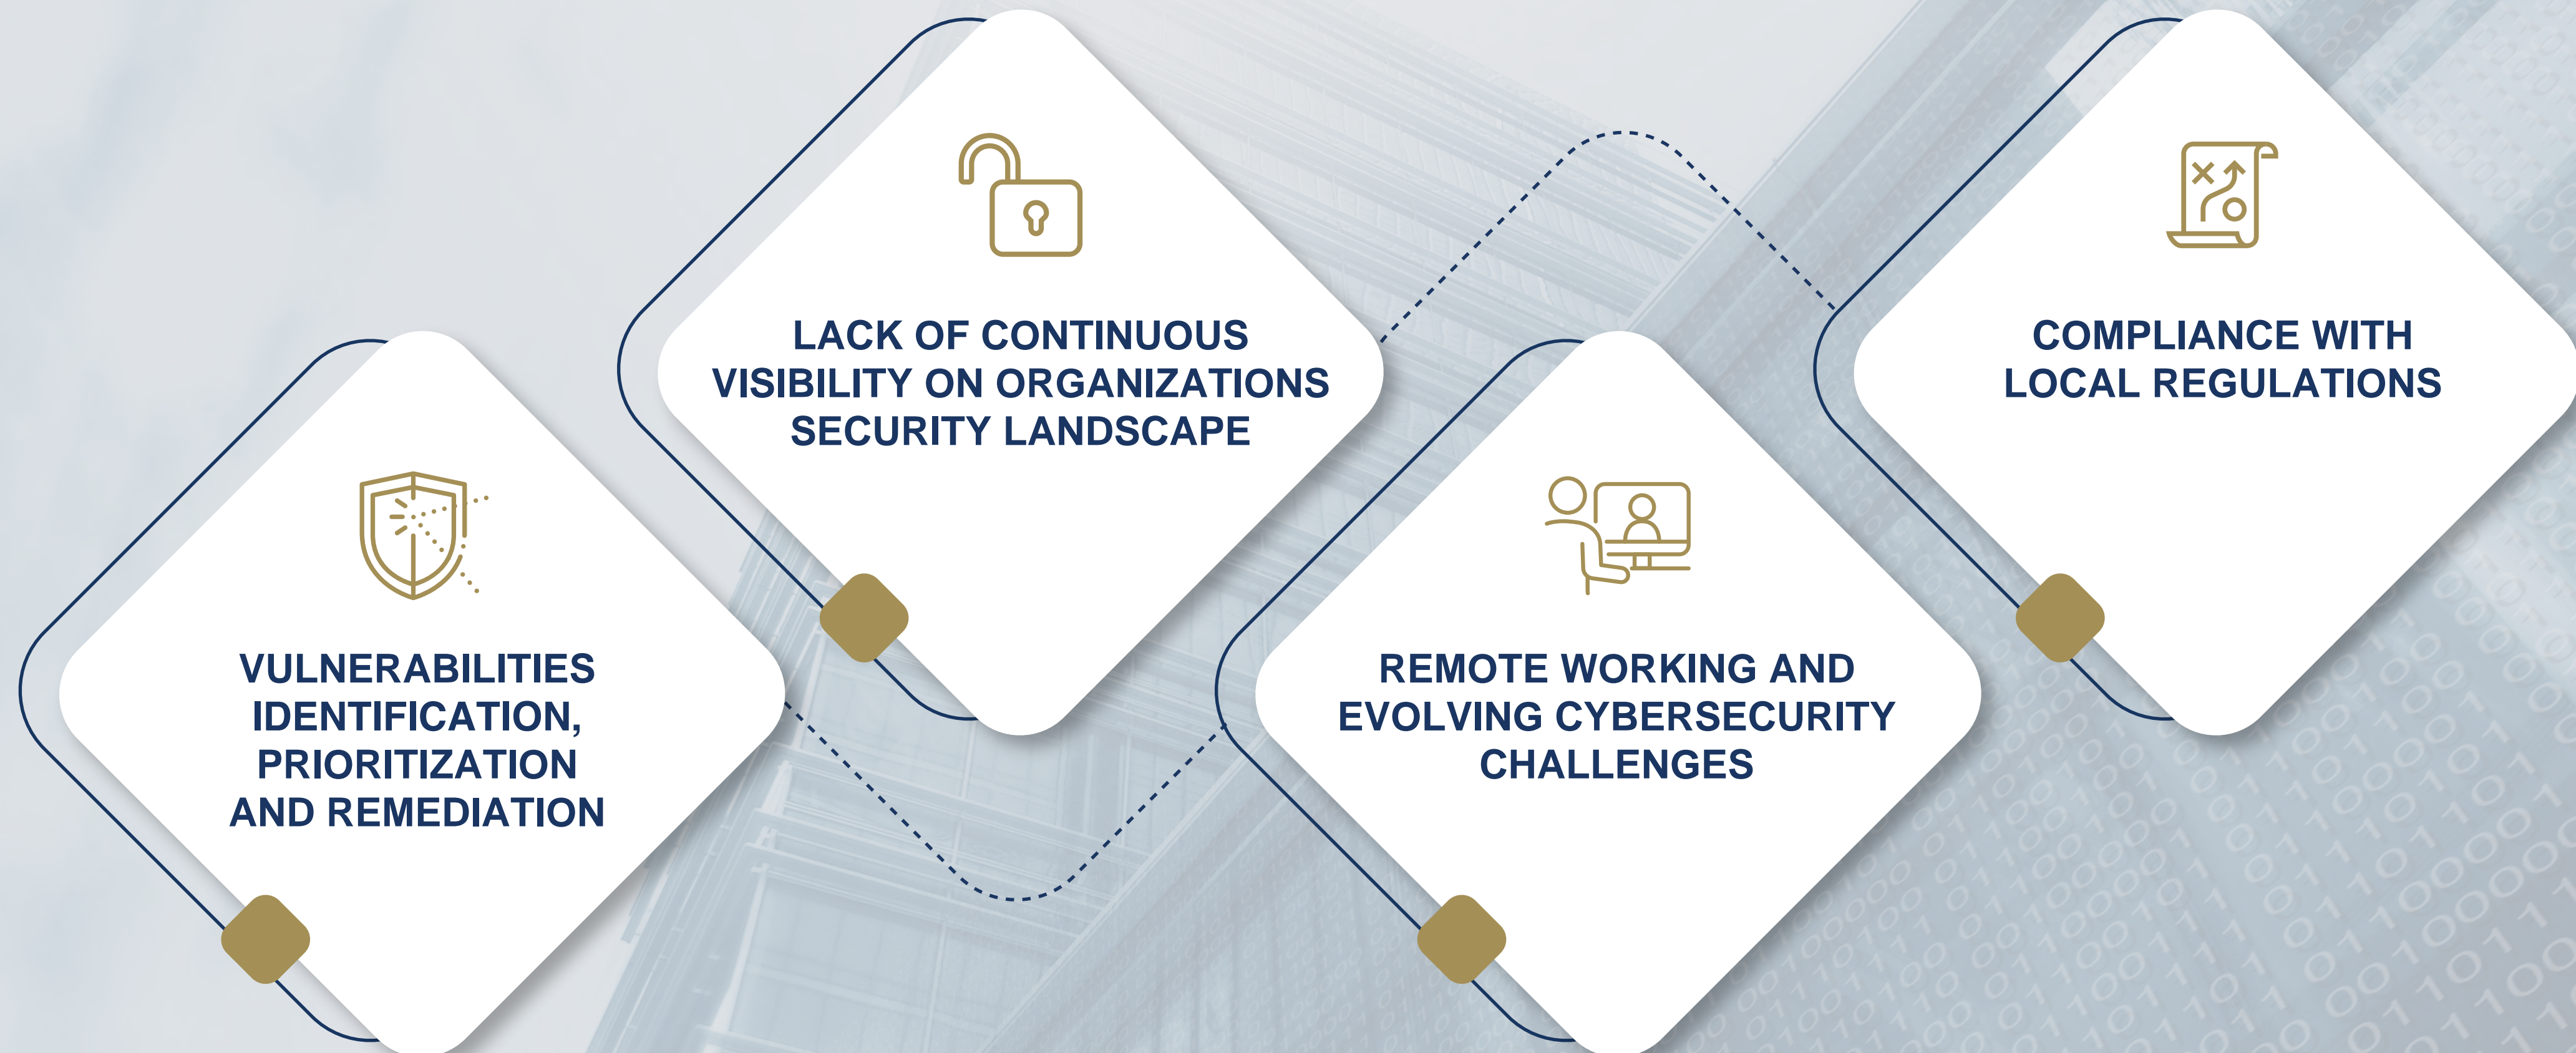 VULNERABILITIES
IDENTIFICATION,
PRIORITIZATION
AND REMEDIATION
LACK OF CONTINUOUS
VISIBILITY ON ORGANIZATIONS
SECURITY LANDSCAPE
REMOTE WORKING AND
EVOLVING CYBERSECURITY
CHALLENGES
COMPLIANCE WITH
LOCAL REGULATIONS